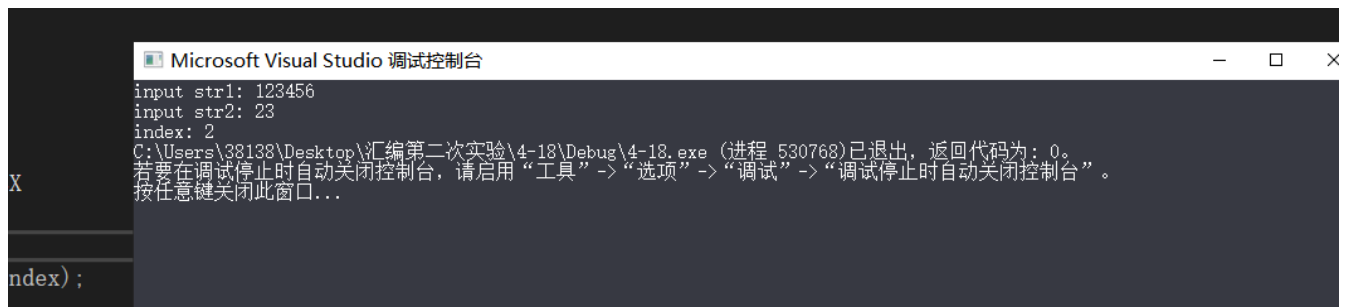 Microsoft Visual Studio 调试控制台
input str1: 123456
input str2: 23
index: 2
C:\Users\38138\Desktop\汇编第二次实验\4-18\Debug\4-18.exe (进程 530768)已退出，返回代码为: 0。
若要在调试停止时自动关闭控制台，请启用“工具”->“选项”->“调试”->“调试停止时自动关闭控制台”。
按任意键关闭此窗口...
X
ndex);